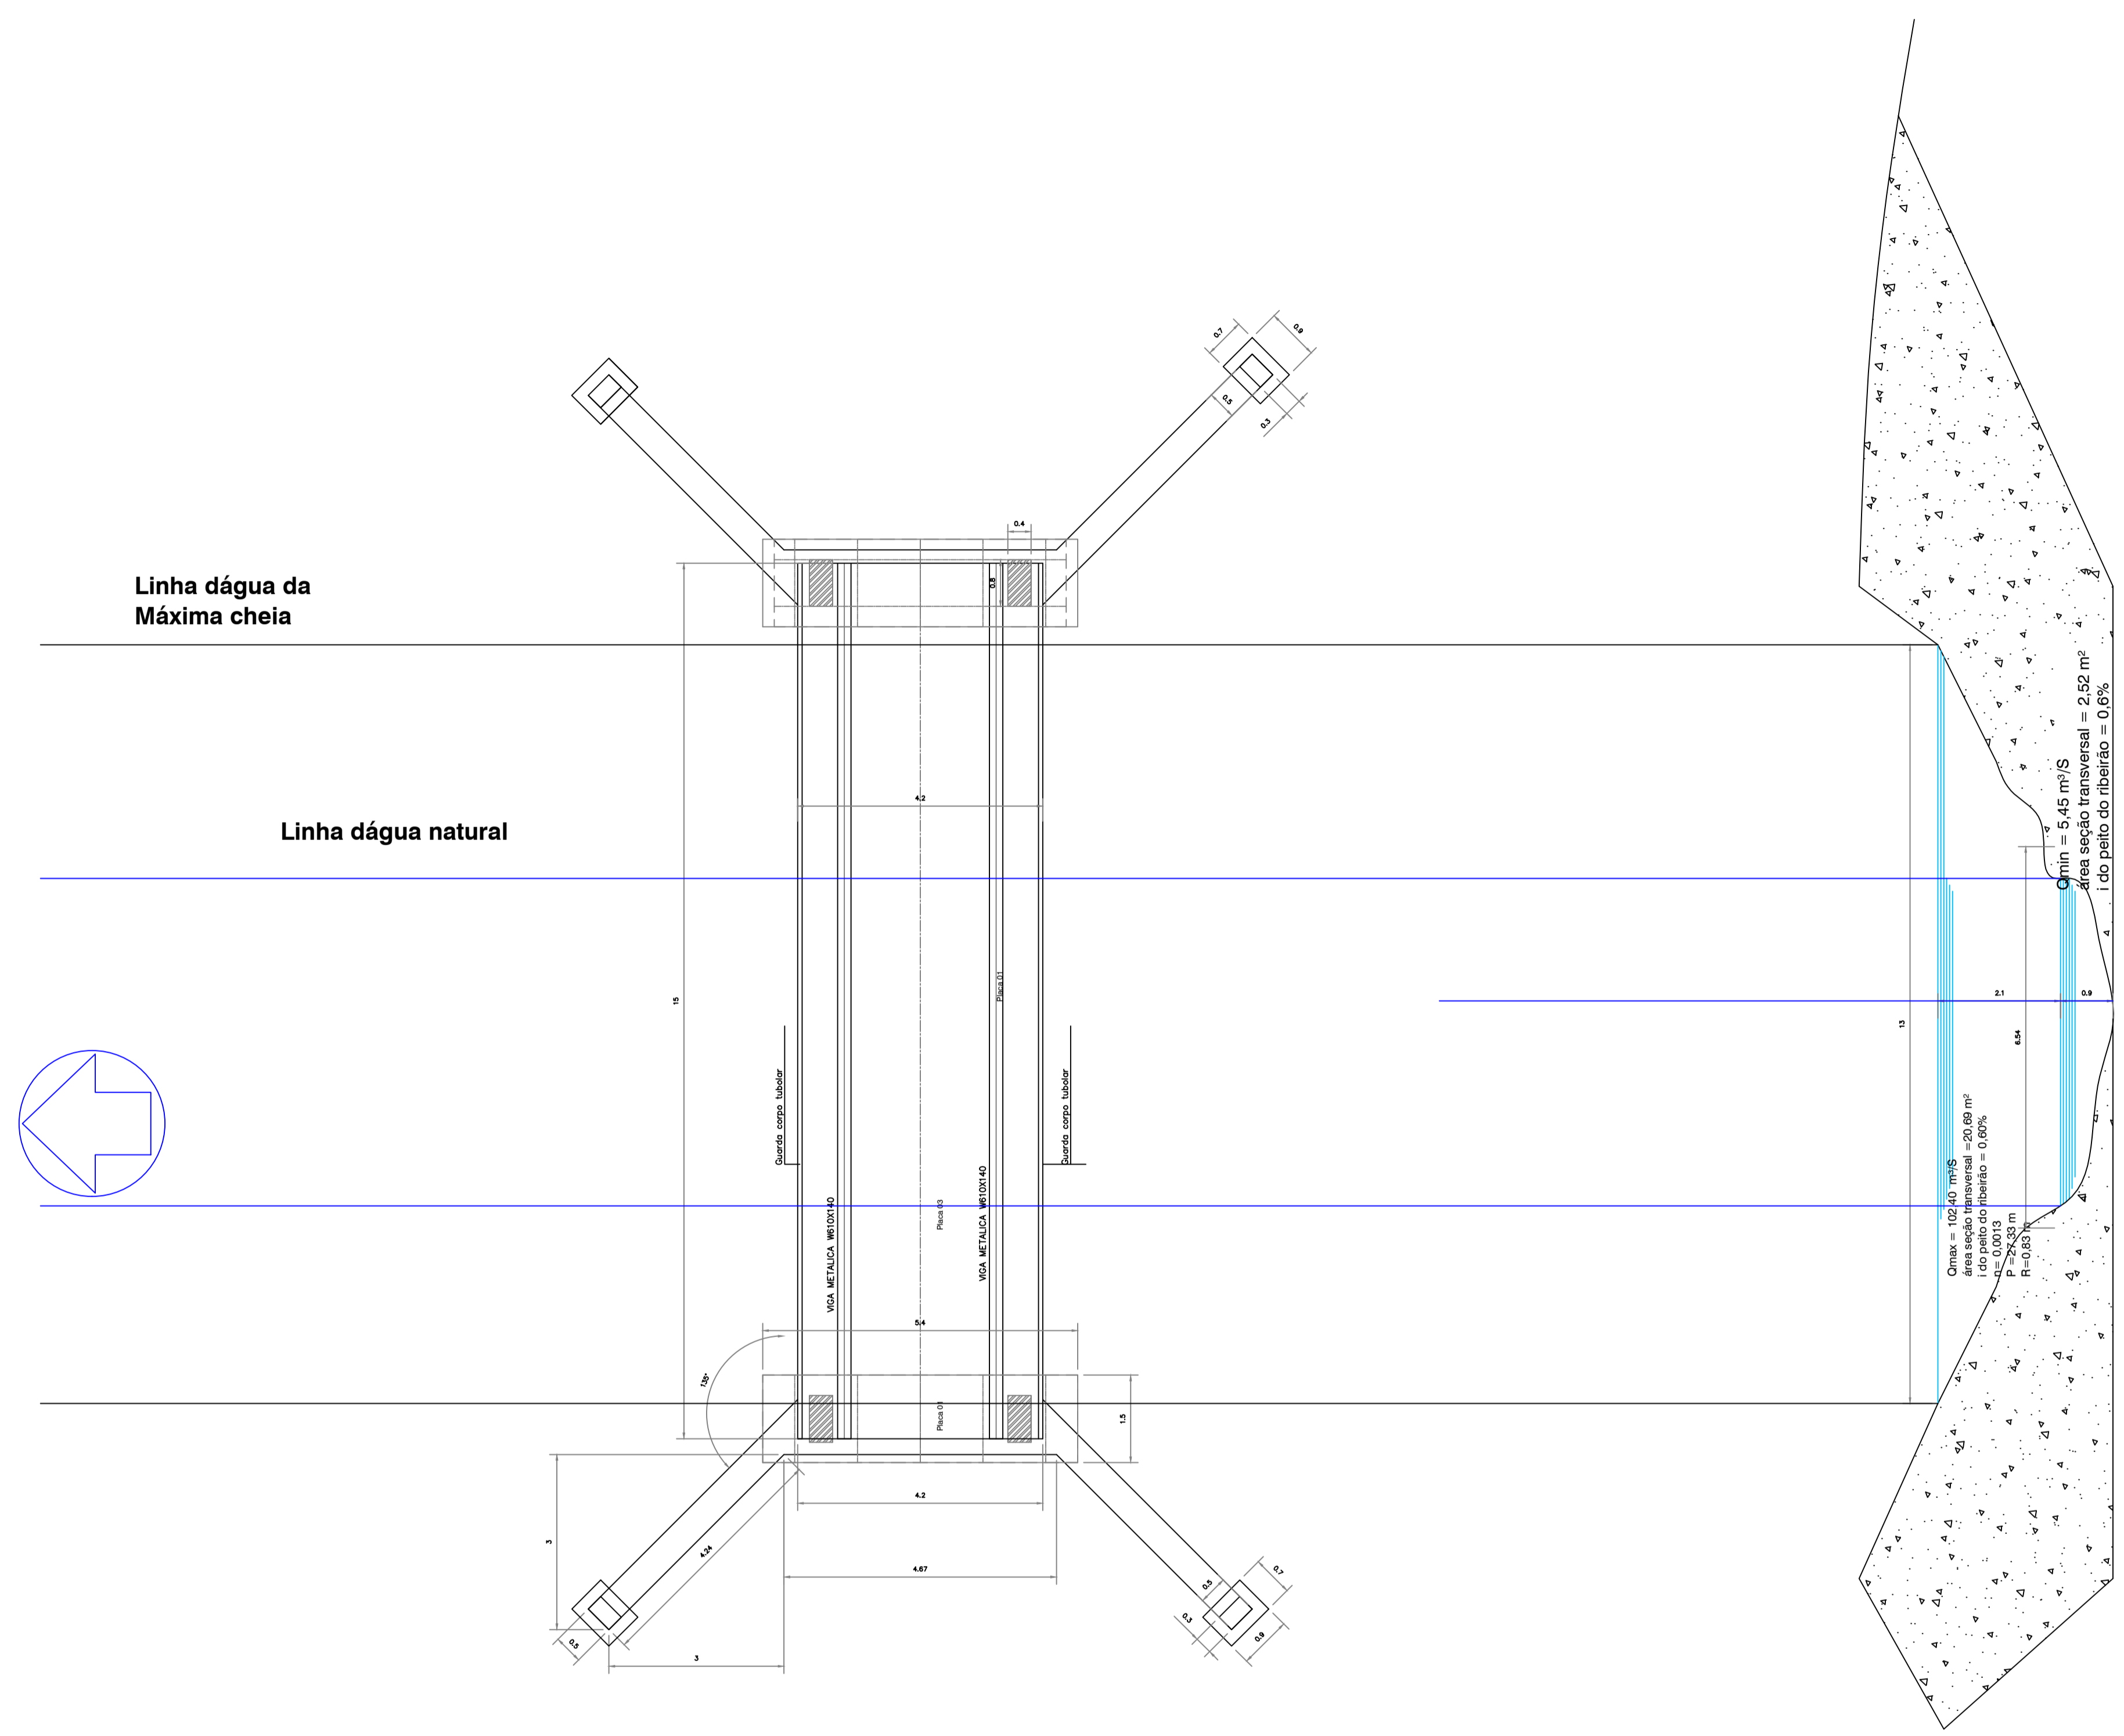 Linha dágua da
Máxima cheia
Linha dágua natural
0.7
0.9
0.5
0.3
0.4
0.8
15
4.2
Placa 01
Guarda corpo tubolar
Guarda corpo tubolar
VIGA METALICA W610X140
VIGA METALICA W610X140
Placa 03
5.4
135°
Placa 01
1.5
3
4.2
4.24
4.67
0.5
3
0.5
0.7
0.3
0.9
13
2.1
0.9
6.54
Qmin = 5,45 m³/S
área seção transversal = 2,52 m²
i do peito do ribeirão = 0,6%
Qmax = 102,40 m³/S
área seção transversal =20,69 m²
i do peito do ribeirão = 0,60%
n= 0,0013
P =27,33 m
R=0,83 m